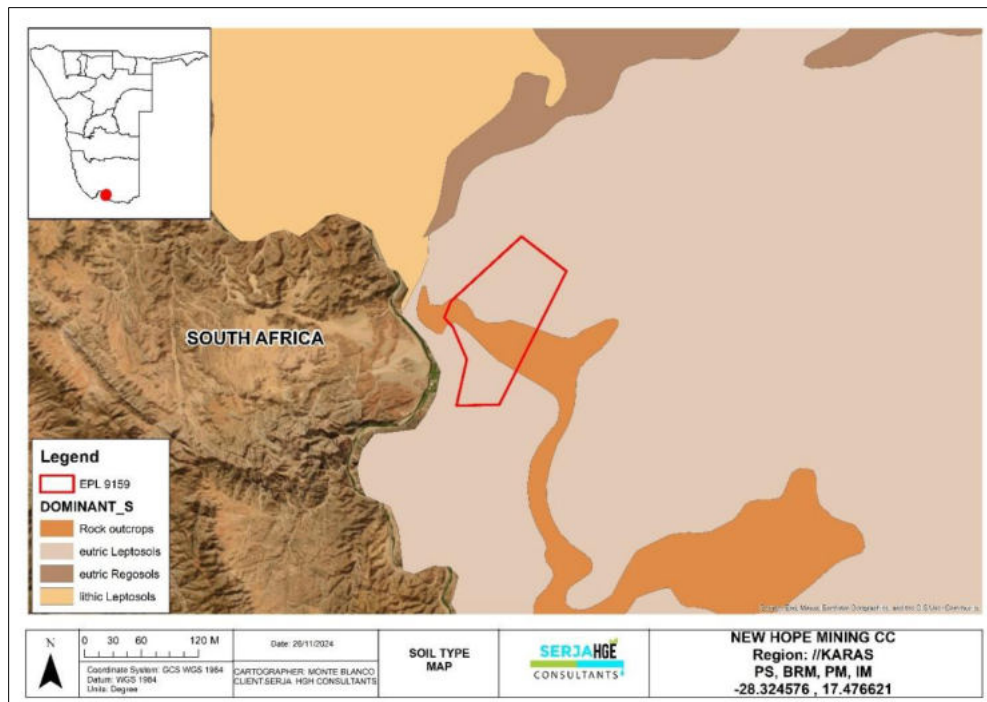 SOUTH AFRICA
Legend
EPL 9159
DOMINANT_S
Rock outcrops
eutric Leptosols
eutric Regosols
lithic Leptosols
N
0 30 60 120 M
Coordinate System: GCS WGS 1984
Datum: WGS 1984
Units: Degree
Date: 26/11/2024
CARTOGRAPHER: MONTE BLANCO
CLIENT:SERJA HGH CONSULTANTS
SOIL TYPE
MAP
SERJAHGE
CONSULTANTS
NEW HOPE MINING CC
Region: //KARAS
PS, BRM, PM, IM
-28.324576 , 17.476621